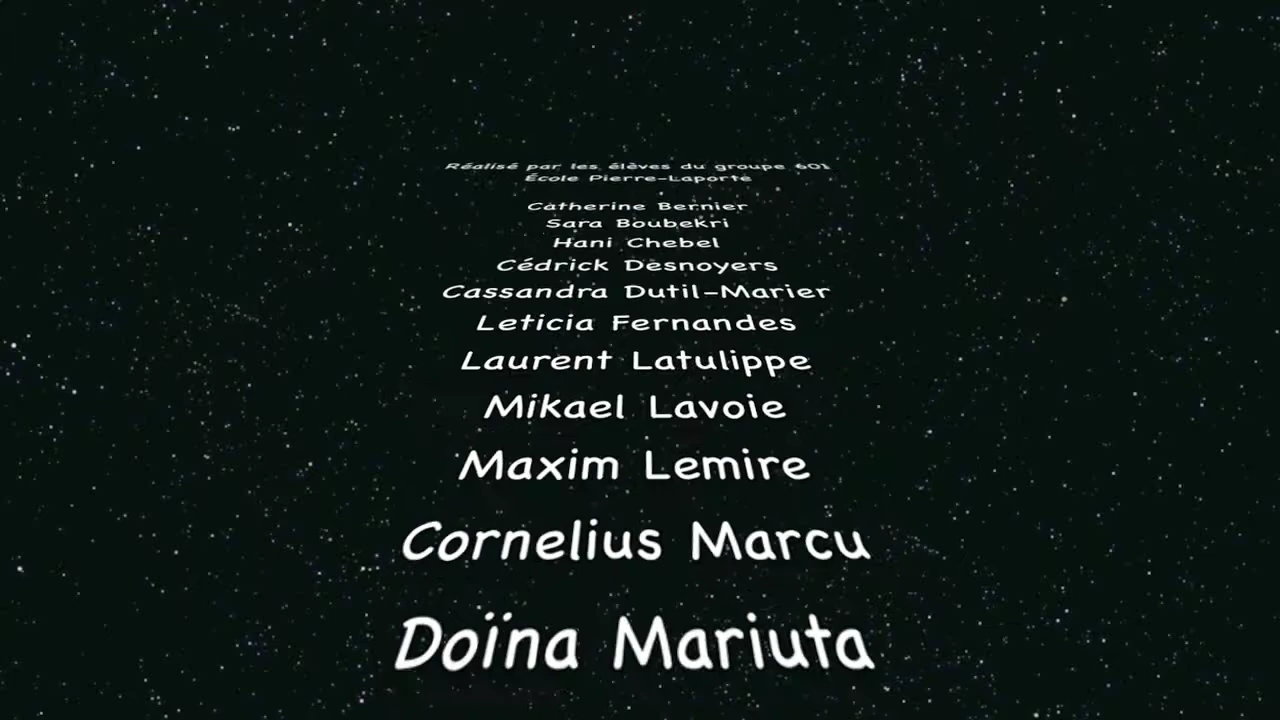 Réalisé par les élèves du groupe 601
École Pierre-Laporte
Catherine Bernier
Sara Boubekri
Hani Chebel
Cédrick Desnoyers
Cassandra Dutil-Marier
Leticia Fernandes
Laurent Latulippe
Mikael Lavoie
Maxim Lemire
Cornelius Marcu
Doïna Mariuta